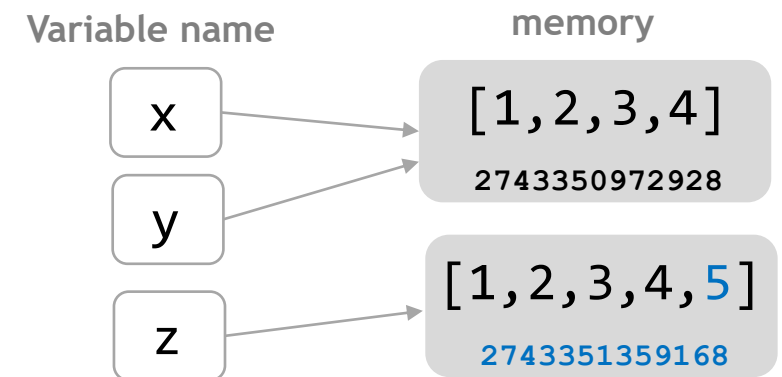 Variable name
memory
x
[1,2,3,4]
2743350972928
y
[1,2,3,4,5]
z
2743351359168